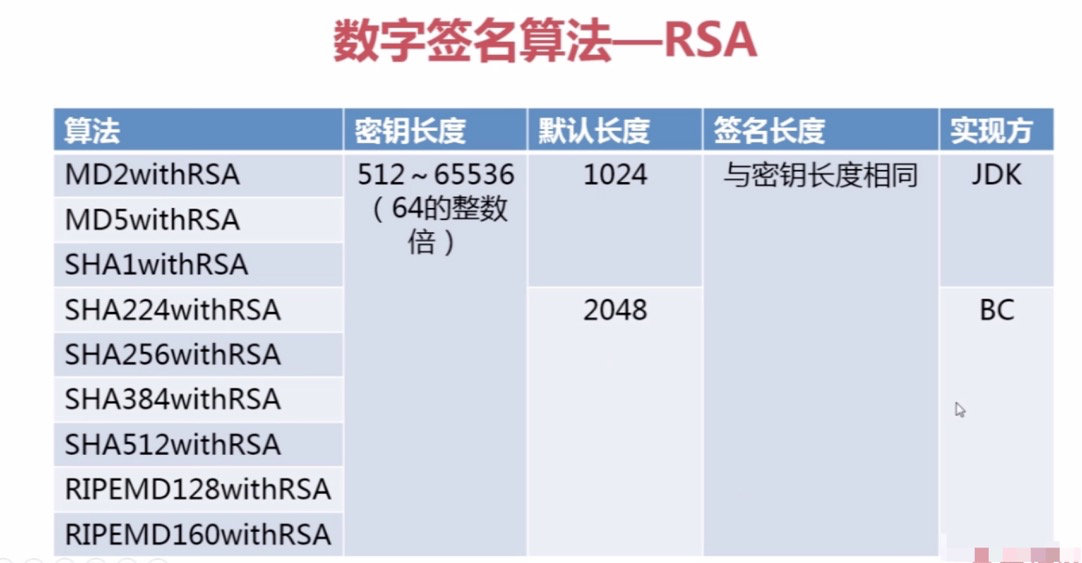 数字签名算法—RSA
算法 密钥长度 默认长度 签名长度 实现方
MD2withRSA 512～65536 1024 与密钥长度相同 JDK
（64的整数
MD5withRSA
倍）
SHA1withRSA
SHA224withRSA 2048 BC
SHA256withRSA
SHA384withRSA
SHA512withRSA
RIPEMD128withRSA
RIPEMD160withRSA